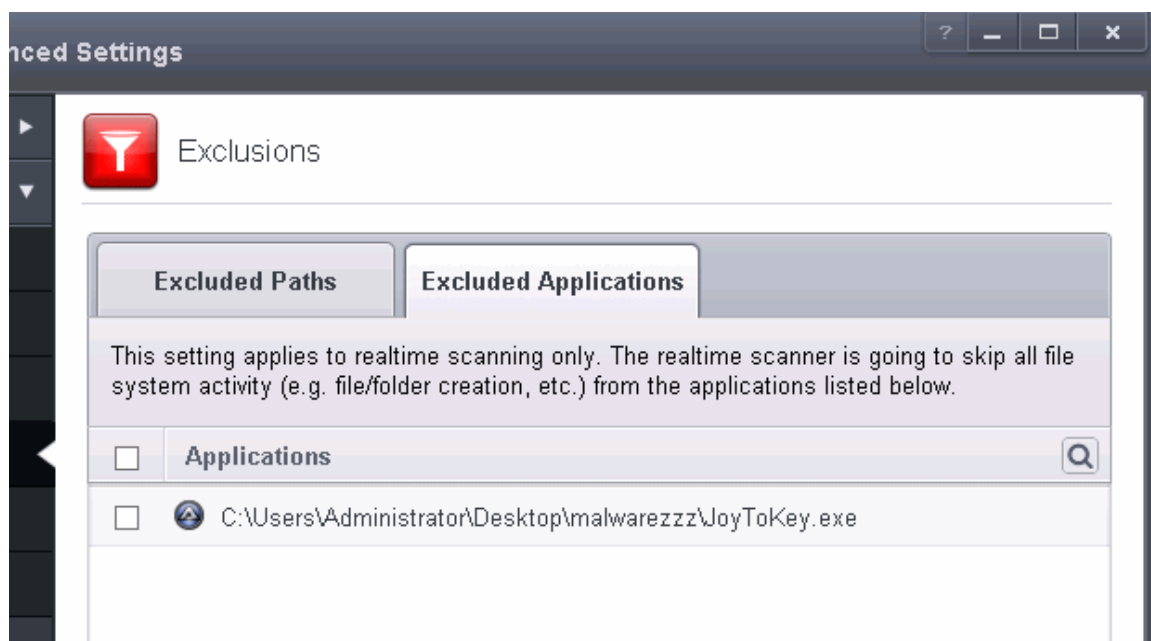 nced Settings
?
Exclusions
Excluded Paths
Excluded Applications
This setting applies to realtime scanning only. The realtime scanner is going to skip all file
system activity (e.g. file/folder creation, etc.) from the applications listed below.
Applications
C:\Users\Administrator\Desktop\malwarezzz\JoyToKey.exe